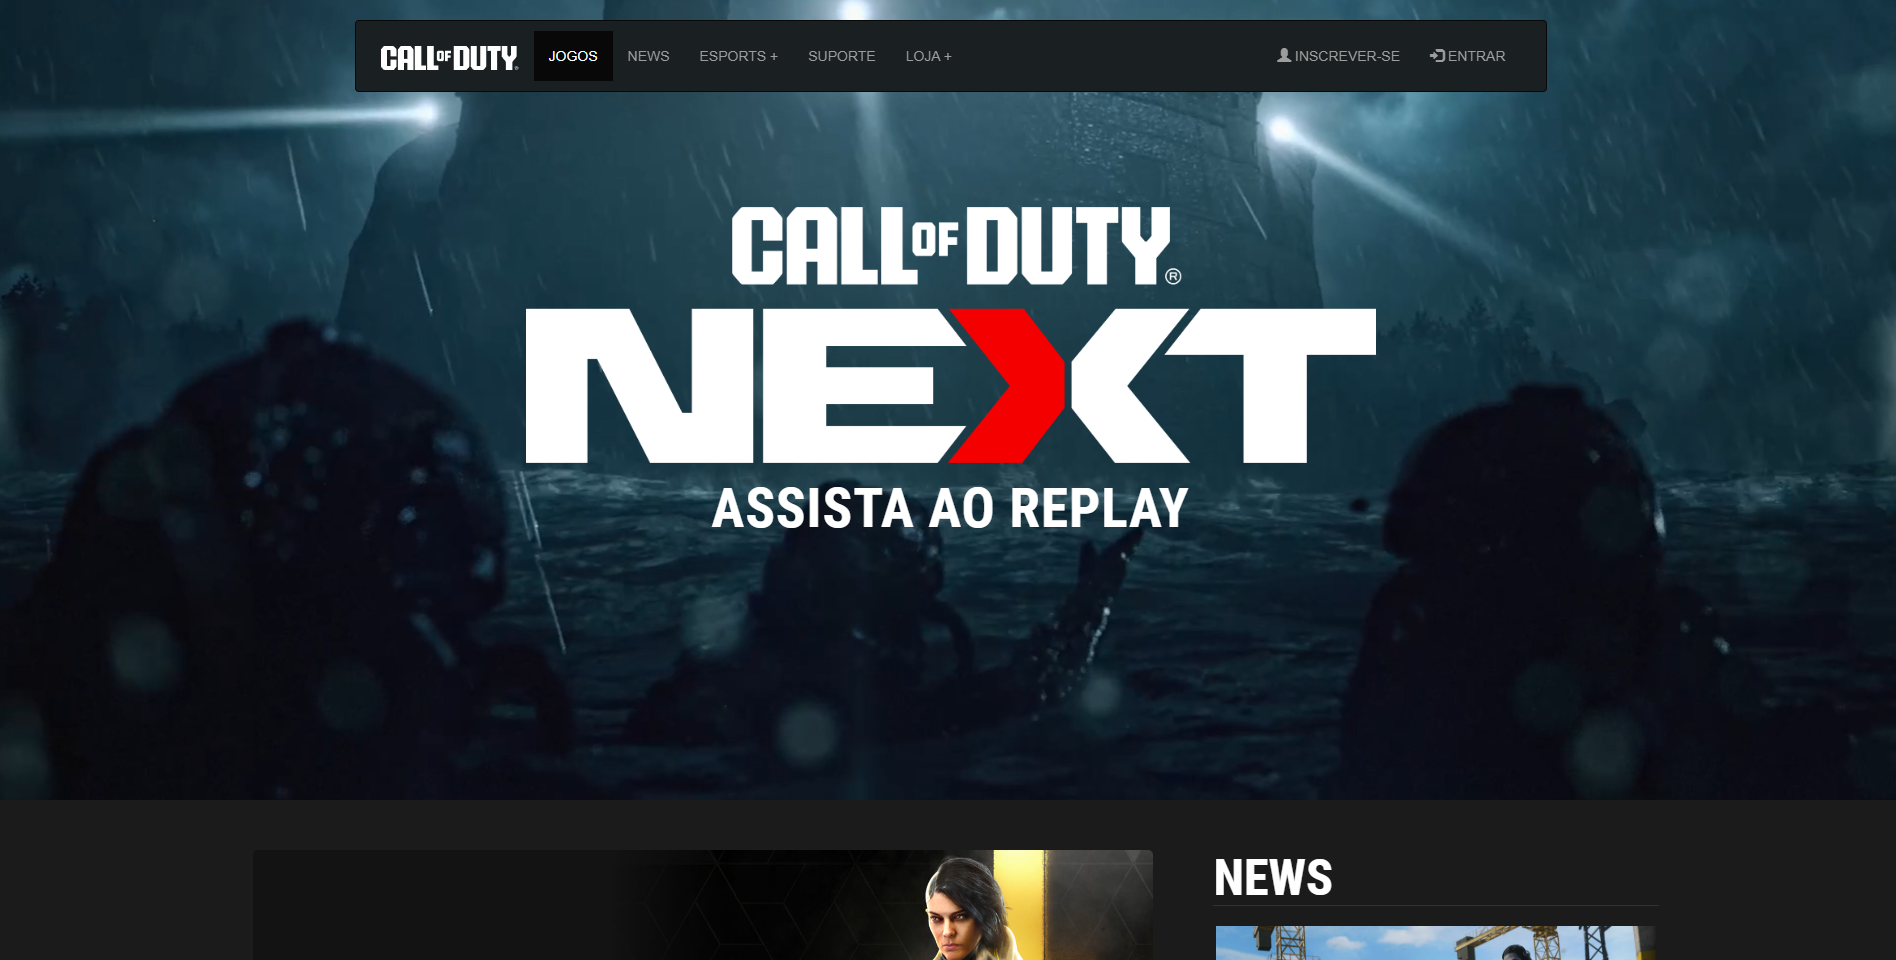 CALL OF DUTY JOGOS NEWS ESPORTS + SUPORTE LOJA + INSCREVER-SE ENTRAR
CALL OF DUTY®
NEXT
ASSISTA AO REPLAY
NEWS